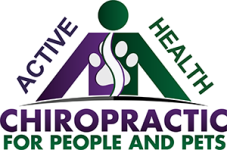 ACTIVE
HEALTH
CHIROPRACTIC
FOR PEOPLE AND PETS